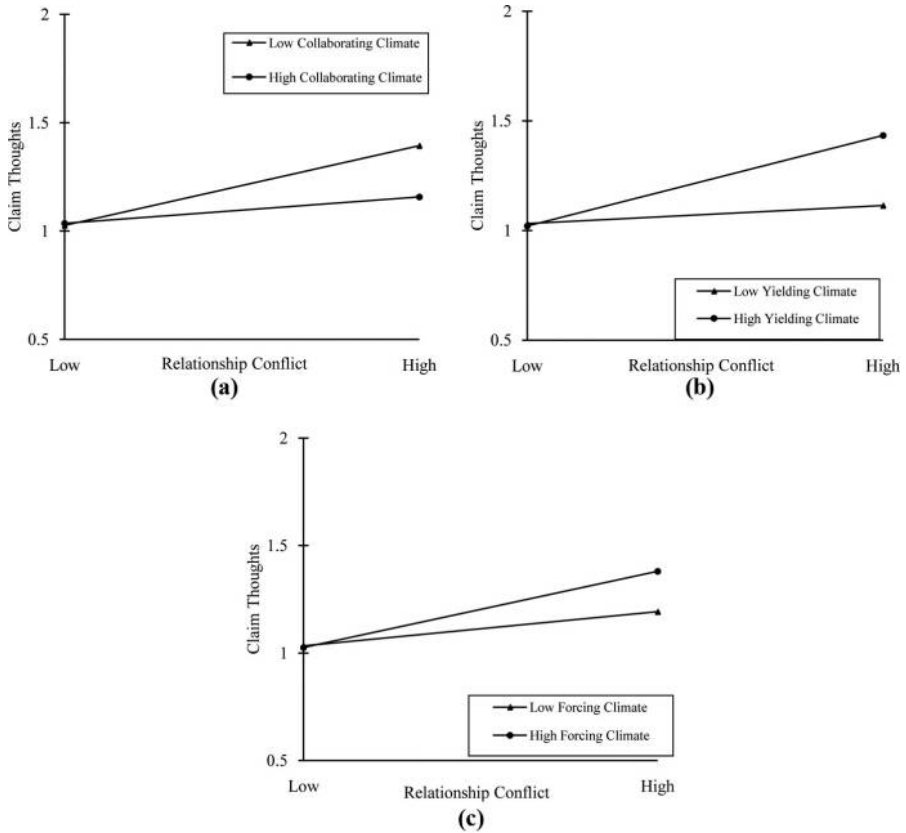 2
Low Collaborating Climate
High Collaborating Climate
1.5
Claim Thoughts
1
0.5
Low
Relationship Conflict
High
(a)
2
1.5
Claim Thoughts
1
Low Yielding Climate
High Yielding Climate
0.5
Low
Relationship Conflict
High
(b)
2
1.5
Claim Thoughts
1
Low Forcing Climate
High Forcing Climate
0.5
Low
Relationship Conflict
High
(c)